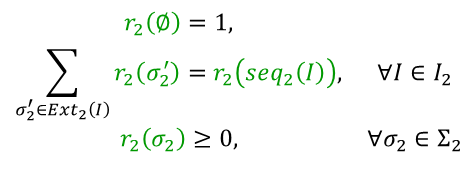 r₂(∅) = 1,
∑_{σ₂′∈Ext₂(I)} r₂(σ₂′) = r₂(seq₂(I)), ∀I ∈ I₂
r₂(σ₂) ≥ 0, ∀σ₂ ∈ Σ₂